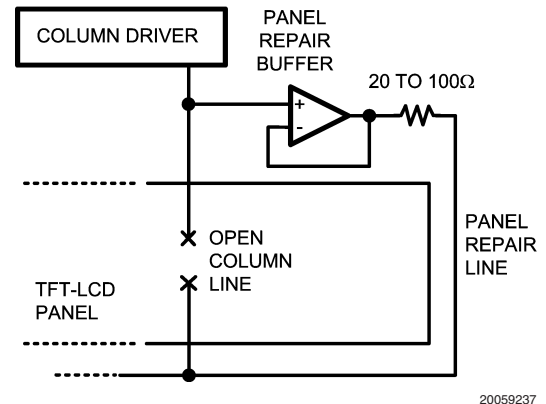 COLUMN DRIVER
PANEL
REPAIR
BUFFER
20 TO 100Ω
+
-
OPEN
COLUMN
LINE
PANEL
REPAIR
LINE
TFT-LCD
PANEL
20059237